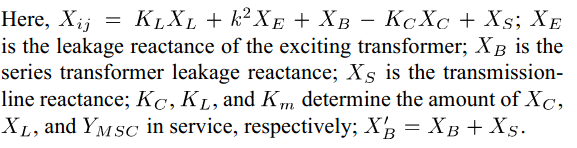 Here, X_{ij} = K_L X_L + k^2 X_E + X_B − K_C X_C + X_S; X_E
is the leakage reactance of the exciting transformer; X_B is the
series transformer leakage reactance; X_S is the transmission-
line reactance; K_C, K_L, and K_m determine the amount of X_C,
X_L, and Y_{MSC} in service, respectively; X'_B = X_B + X_S.